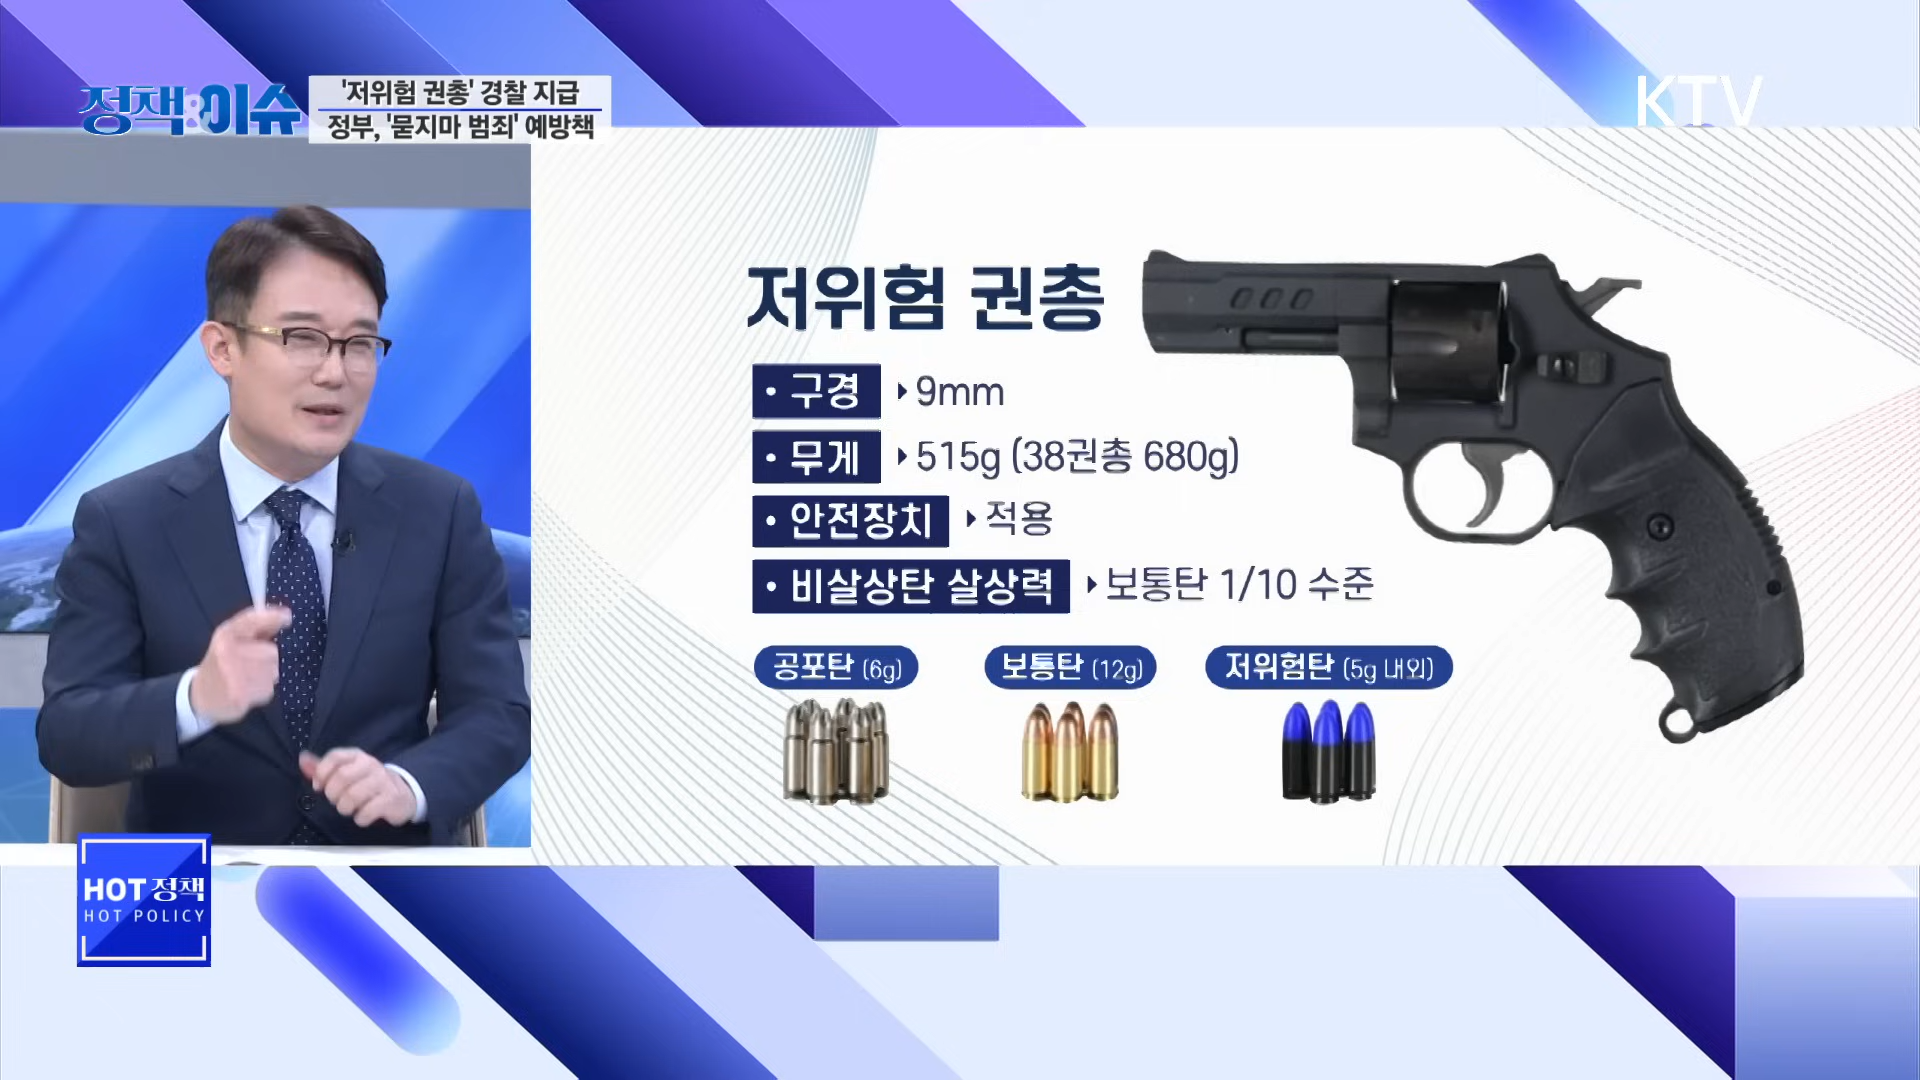 정책&이슈
'저위험 권총' 경찰 지급
정부, '묻지마 범죄' 예방책
KTV
저위험 권총
• 구경 ▸ 9mm
• 무게 ▸ 515g (38권총 680g)
• 안전장치 ▸ 적용
• 비살상탄 살상력 ▸ 보통탄 1/10 수준
공포탄 (6g) 보통탄 (12g) 저위험탄 (5g 내외)
HOT 정책
HOT POLICY